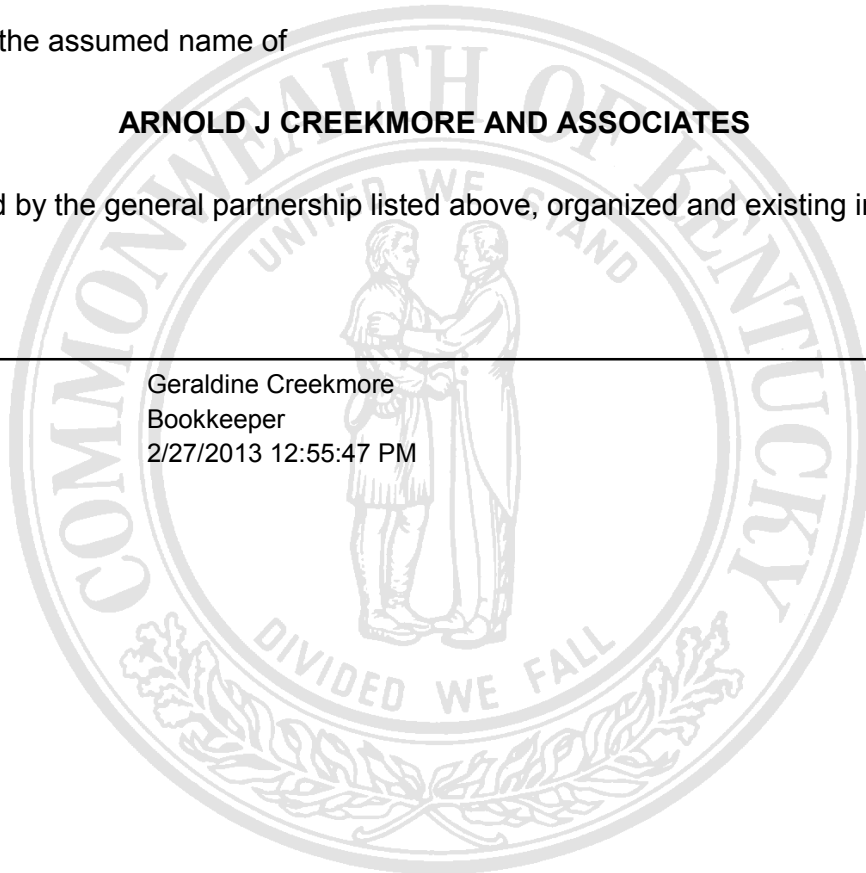 the assumed name of
ARNOLD J CREEKMORE AND ASSOCIATES
d by the general partnership listed above, organized and existing in
Geraldine Creekmore
Bookkeeper
2/27/2013 12:55:47 PM
COMMONWEALTH OF KENTUCKY
UNITED WE STAND
DIVIDED WE FALL